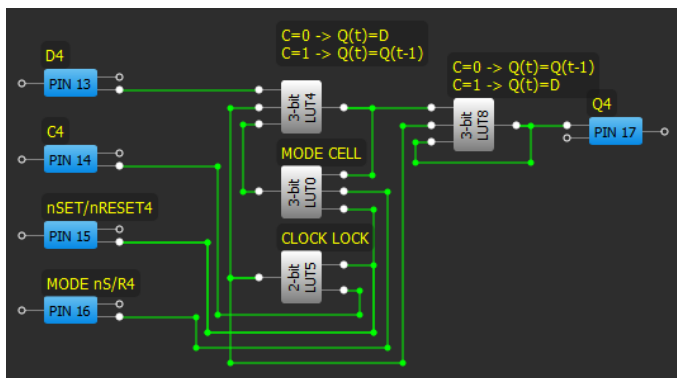 C=0 -> Q(t)=D
C=1 -> Q(t)=Q(t-1)
D4
PIN 13
3-bit
LUT4
C=0 -> Q(t)=Q(t-1)
C=1 -> Q(t)=D
3-bit
LUT8
Q4
PIN 17
C4
PIN 14
MODE CELL
3-bit
LUT0
nSET/nRESET4
PIN 15
CLOCK LOCK
2-bit
LUT5
MODE nS/R4
PIN 16